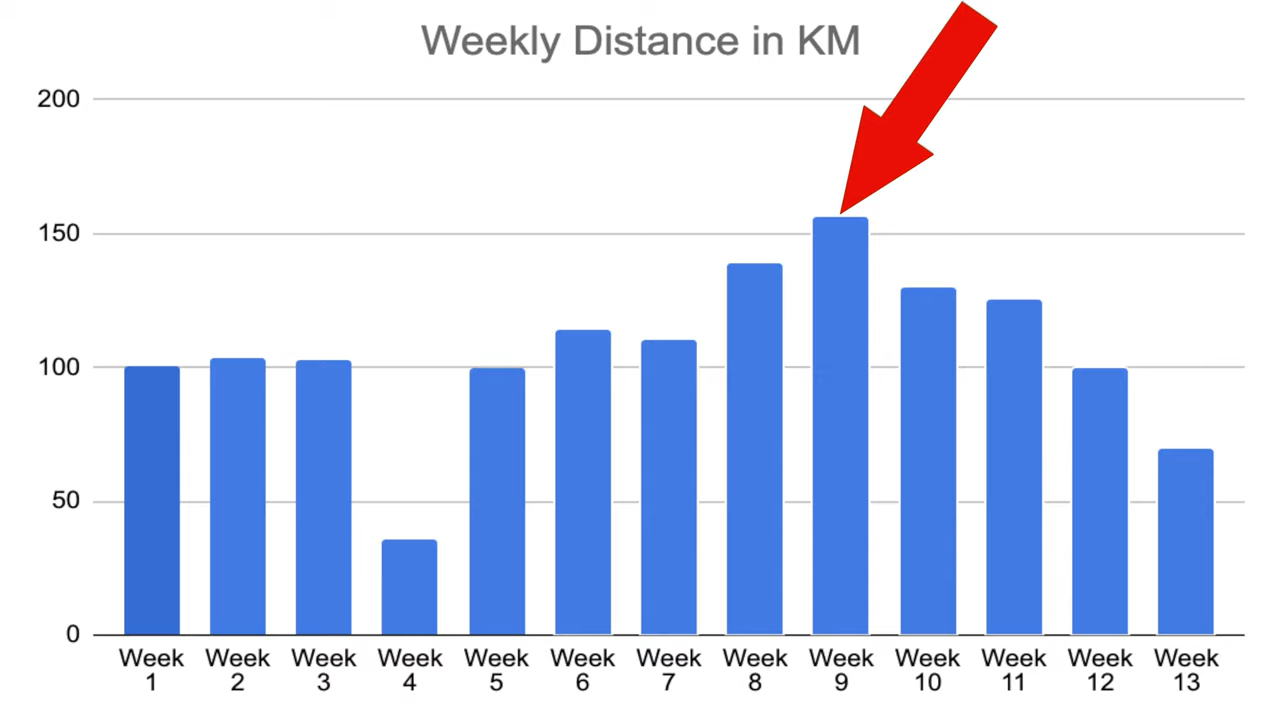 Weekly Distance in KM
200
150
100
50
0
Week 1
Week 2
Week 3
Week 4
Week 5
Week 6
Week 7
Week 8
Week 9
Week 10
Week 11
Week 12
Week 13